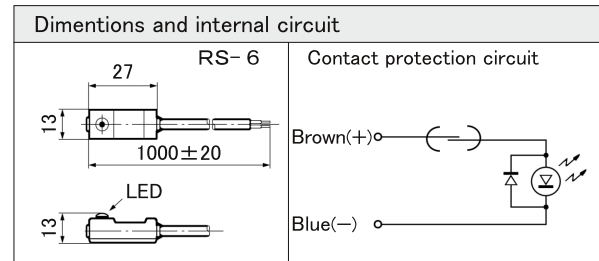 Dimentions and internal circuit
RS-6
27
13
1000±20
LED
13
Contact protection circuit
Brown(+)
Blue(−)